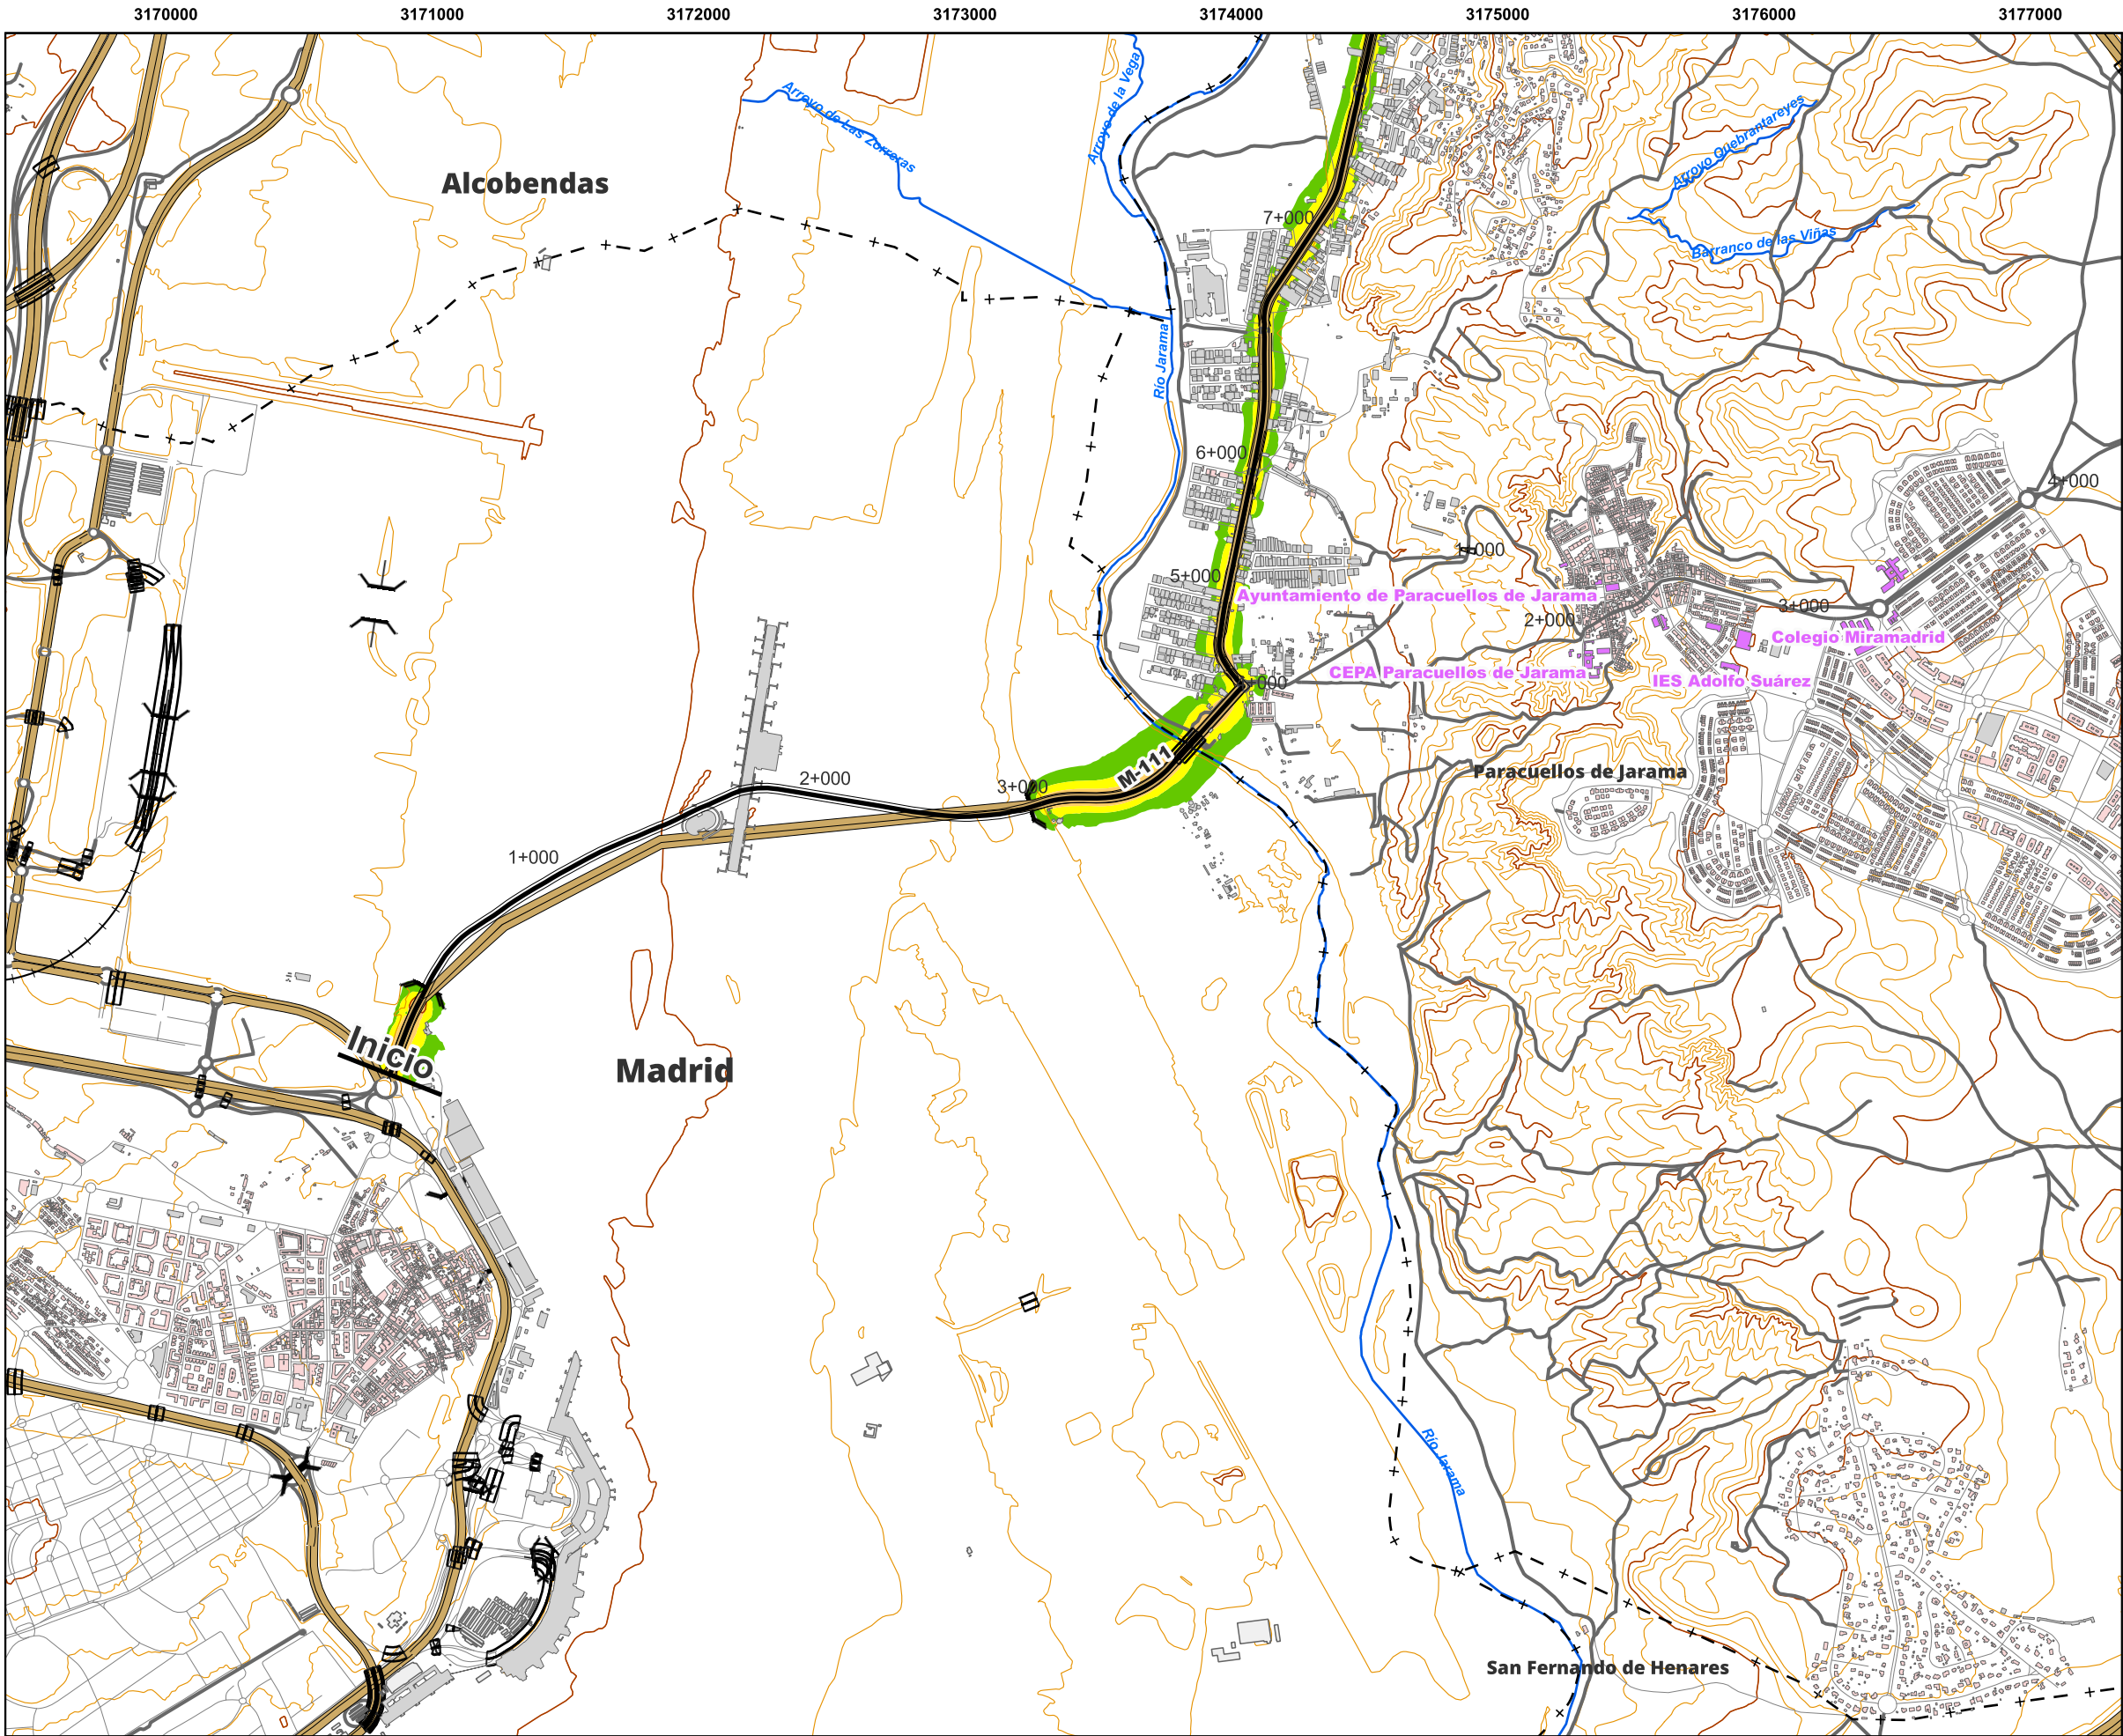 3170000 3171000 3172000 3173000 3174000 3175000 3176000 3177000
Arroyo de la Vega
Arroyo de Las Zorreras
Arroyo Quebrantareyes
Alcobendas
7+000
Barranco de las Viñas
Río Jarama
6+000
4+000
1+000
5+000
Ayuntamiento de Paracuellos de Jarama
3+000
2+000
Colegio Miramadrid
CEPA Paracuellos de Jarama
IES Adolfo Suárez
M-111
Paracuellos de Jarama
2+000
3+000
1+000
Inicio
Madrid
Río Jarama
San Fernando de Henares